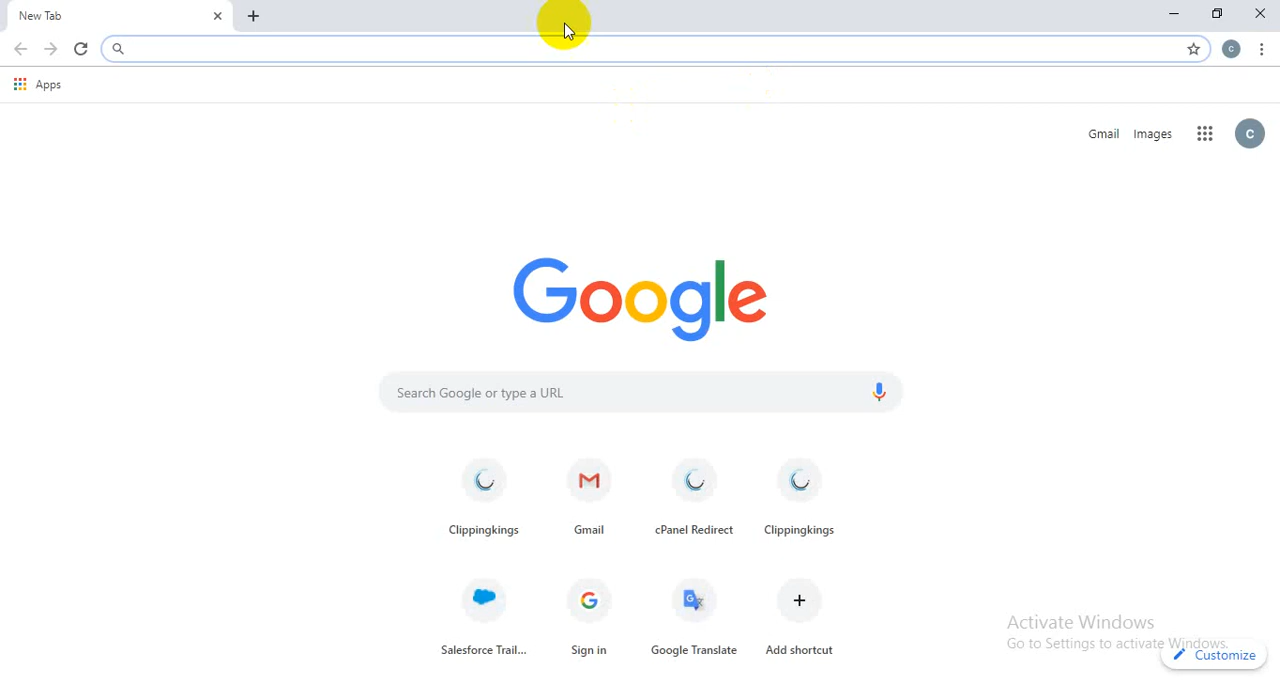 New Tab
Apps
Gmail Images
C
Google
Search Google or type a URL
Clippingkings Gmail cPanel Redirect Clippingkings
Salesforce Trail... Sign in Google Translate Add shortcut
Activate Windows
Go to Settings to activate Windows.
Customize